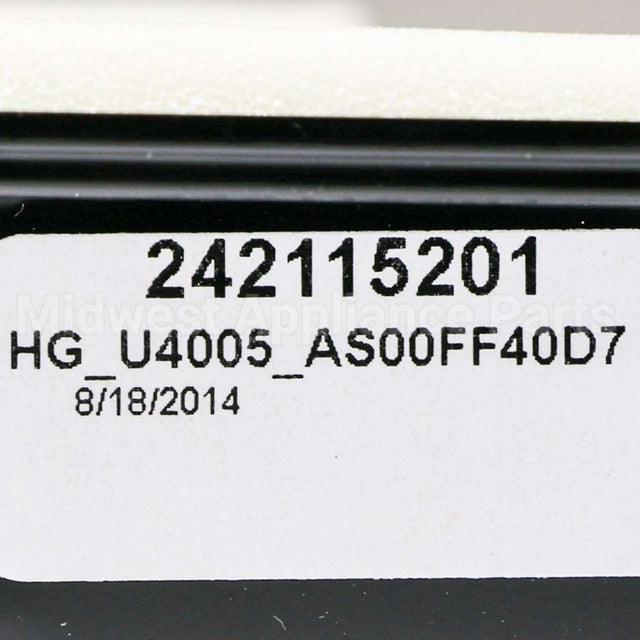 242115201
Midwest Appliance Parts
HG_U4005_AS00FF40D7
8/18/2014